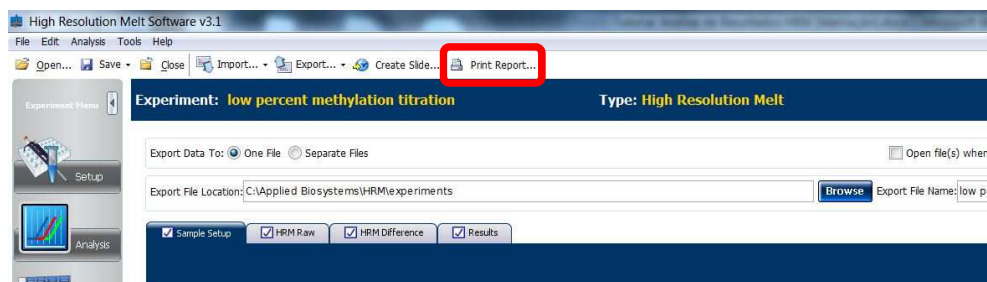 High Resolution Melt Software v3.1
File Edit Analysis Tools Help
Open... Save Close Import... Export... Create Slide... Print Report...
Experiment Menu
Experiment: low percent methylation titration Type: High Resolution Melt
Export Data To: One File Separate Files Open file(s) when
Setup
Export File Location: C:\Applied Biosystems\HRM\experiments Browse Export File Name: low p
Sample Setup HRM Raw HRM Difference Results
Analysis